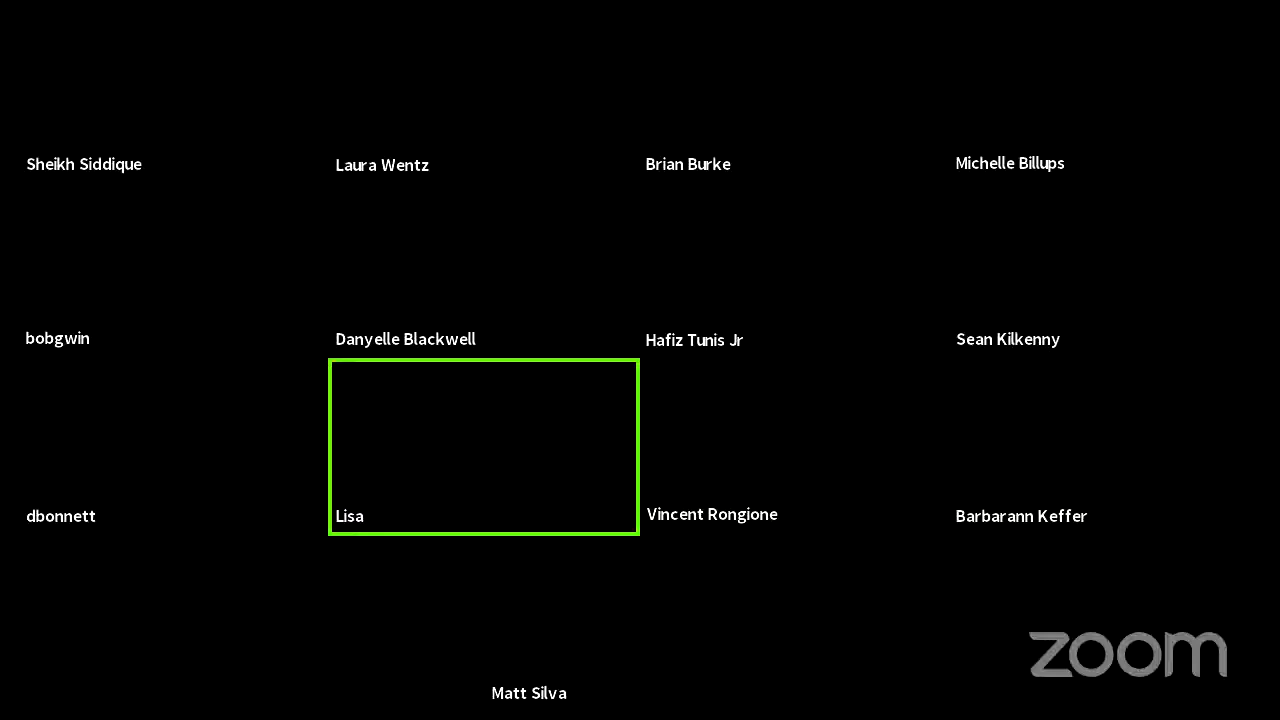 Sheikh Siddique
Laura Wentz
Brian Burke
Michelle Billups
bobgwin
Danyelle Blackwell
Hafiz Tunis Jr
Sean Kilkenny
dbonnett
Lisa
Vincent Rongione
Barbarann Keffer
zoom
Matt Silva